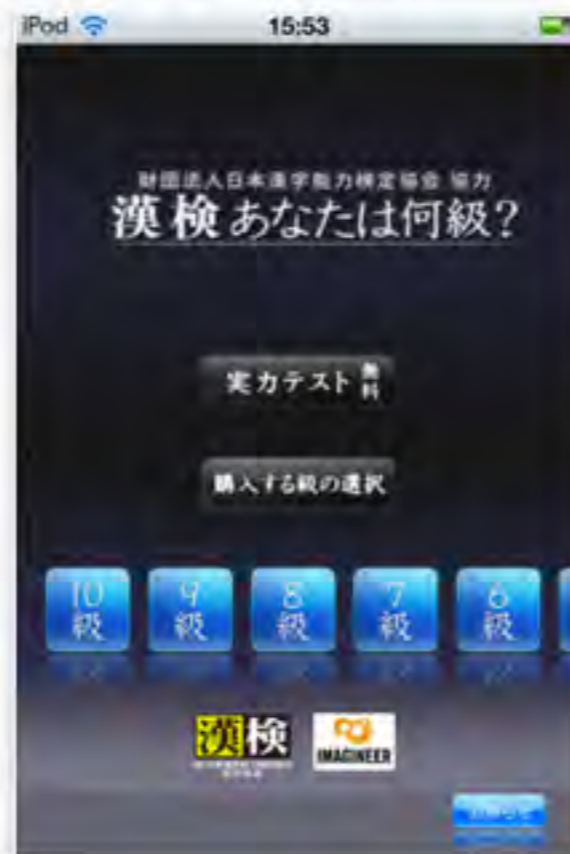 iPod 15:53
財団法人日本漢字能力検定協会 協力
漢検 あなたは何級?
実力テスト 無料
購入する級の選択
10級 9級 8級 7級 6級
漢検 IMAGINEER